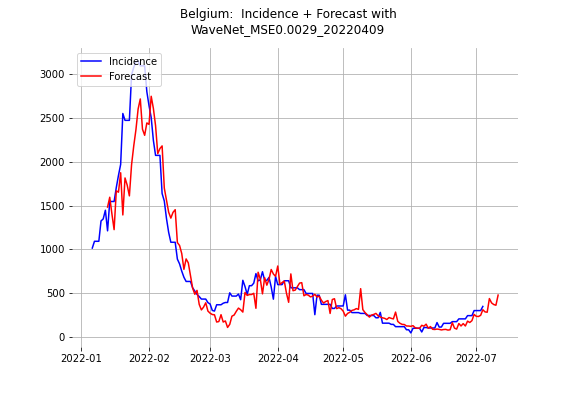 Belgium:  Incidence + Forecast with
WaveNet_MSE0.0029_20220409
Incidence
Forecast
3000
2500
2000
1500
1000
500
0
2022-01 2022-02 2022-03 2022-04 2022-05 2022-06 2022-07